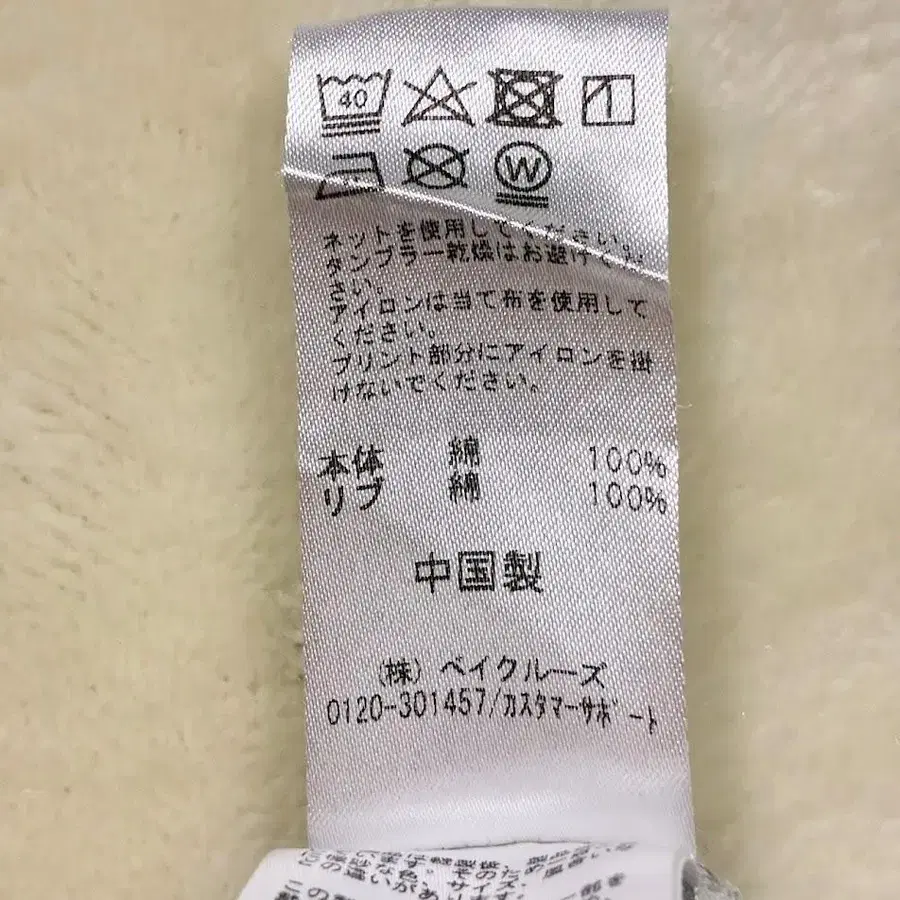 40
W
ネットを使用してください。
タンブラー乾燥はお避けくだ
さい。
アイロンは当て布を使用して
ください。
プリント部分にアイロンを掛
けないでください。
本体 綿 100%
リブ 綿 100%
中国製
(株) ベイクルーズ
0120-301457/カスタマーサポート